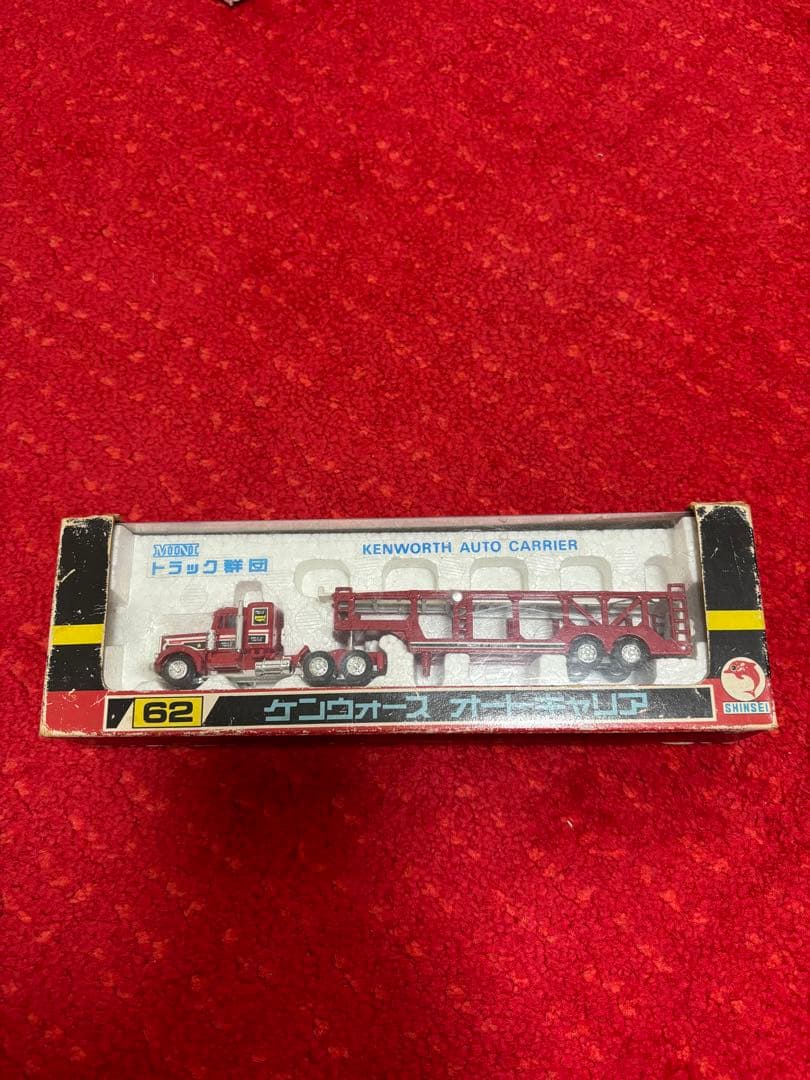 MINI
トラック群団
KENWORTH AUTO CARRIER
62
ケンウォース オートキャリア
SHINSEI